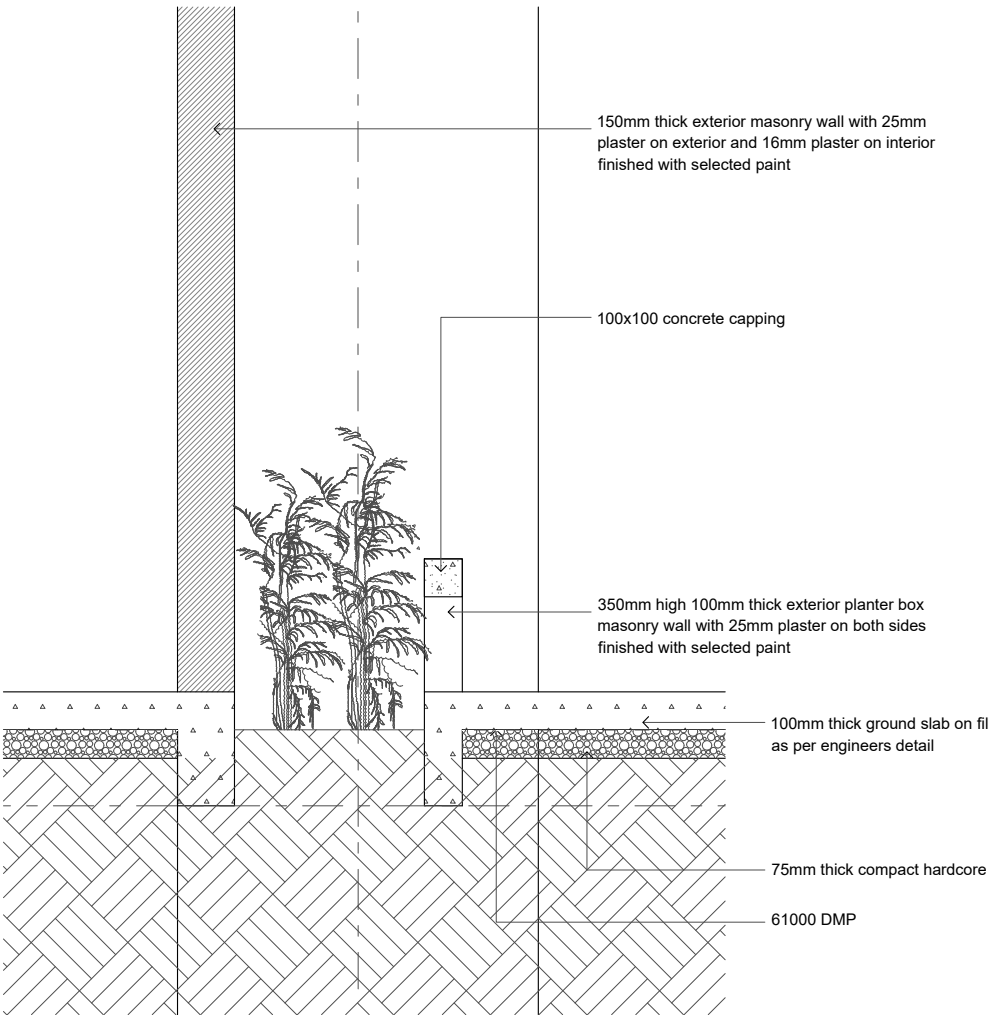 150mm thick exterior masonry wall with 25mm
plaster on exterior and 16mm plaster on interior
finished with selected paint
100x100 concrete capping
350mm high 100mm thick exterior planter box
masonry wall with 25mm plaster on both sides
finished with selected paint
100mm thick ground slab on fil
as per engineers detail
75mm thick compact hardcore
61000 DMP